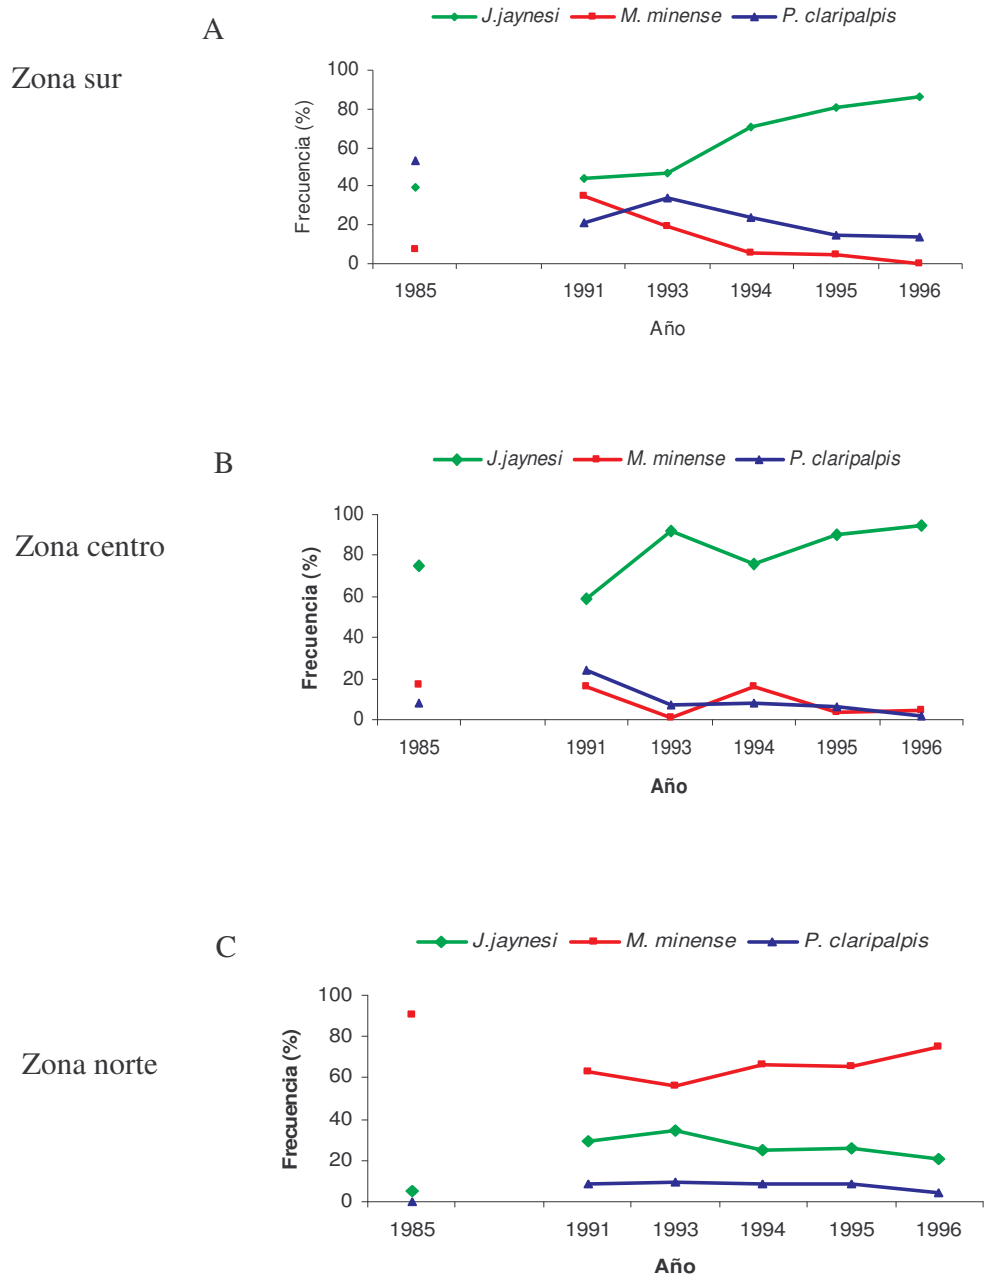 A
J.jaynesi M. minense P. claripalpis
Zona sur
Frecuencia (%)
100
80
60
40
20
0
1985 1991 1993 1994 1995 1996
Año
B
J.jaynesi M. minense P. claripalpis
Zona centro
Frecuencia (%)
100
80
60
40
20
0
1985 1991 1993 1994 1995 1996
Año
C
J.jaynesi M. minense P. claripalpis
Zona norte
Frecuencia (%)
100
80
60
40
20
0
1985 1991 1993 1994 1995 1996
Año